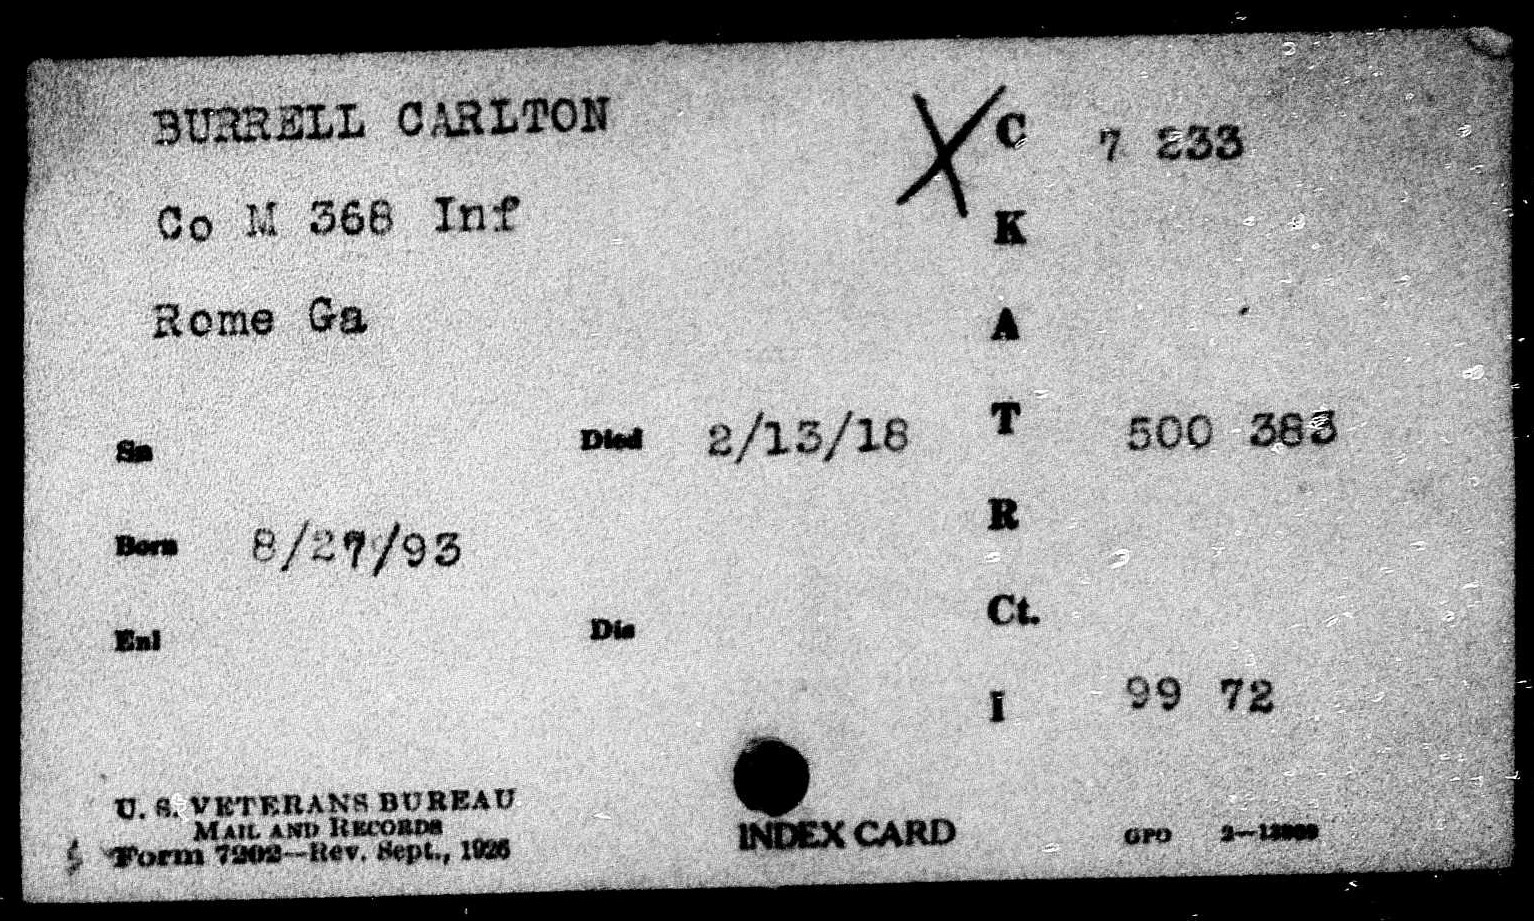 BURRELL CARLTON
C 7 233
Co M 368 Inf
K
Rome Ga
A
Sn Died 2/13/18
T 500 383
Born 8/27/93
R
Enl Dis
Ct.
I 99 72
U. S. VETERANS BUREAU
MAIL AND RECORDS
Form 7202—Rev. Sept., 1926
INDEX CARD
GPO